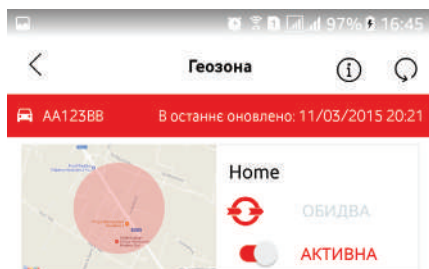 97% 16:45
Геозона
AA123BB В останнє оновлено: 11/03/2015 20:21
Home
ОБИДВА
АКТИВНА